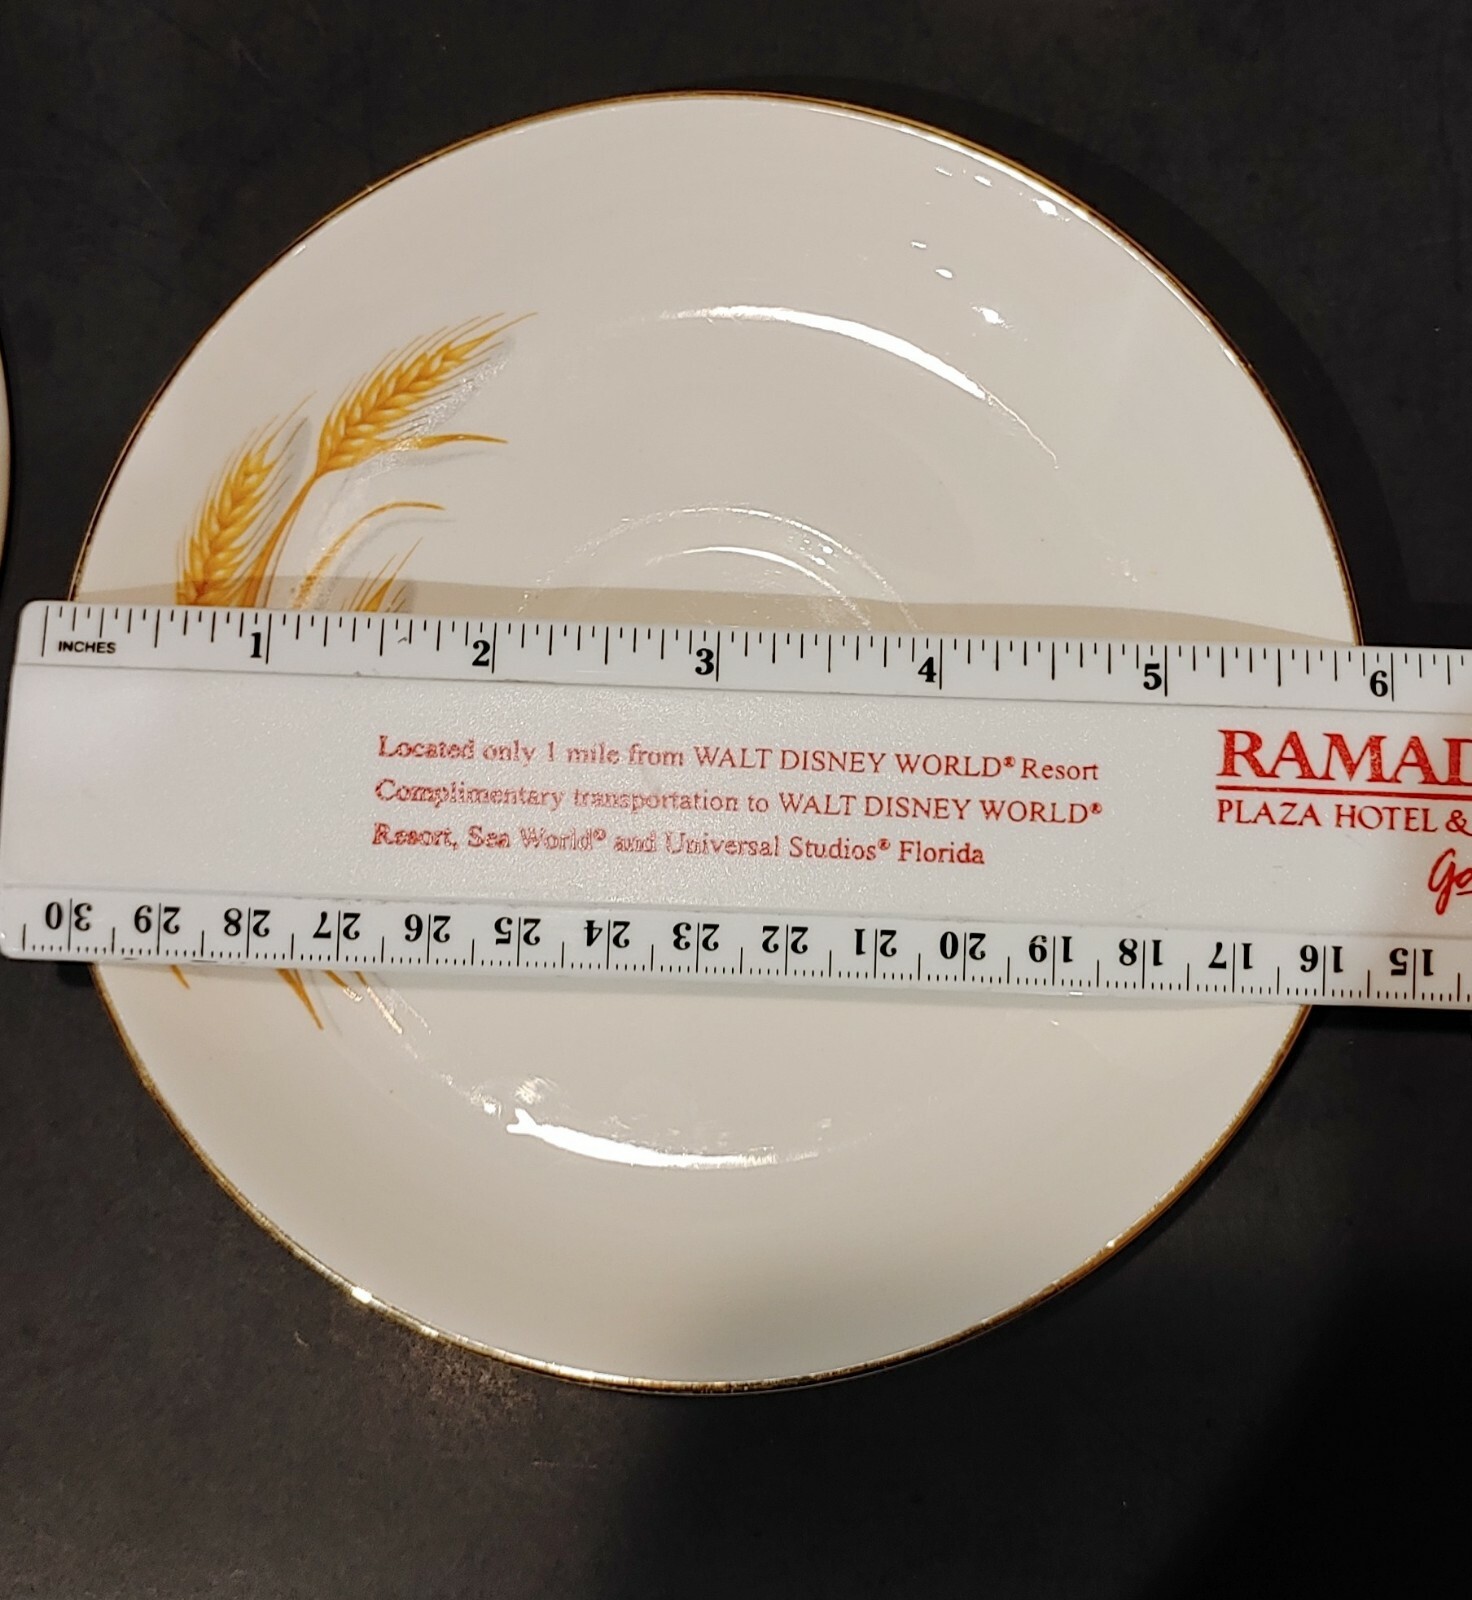 INCHES 1 2 3 4 5 6
Located only 1 mile from WALT DISNEY WORLD® Resort
Complimentary transportation to WALT DISNEY WORLD®
Resort, Sea World® and Universal Studios® Florida
RAMAD
PLAZA HOTEL &
Go
30 29 28 27 26 25 24 23 22 21 20 19 18 17 16 15